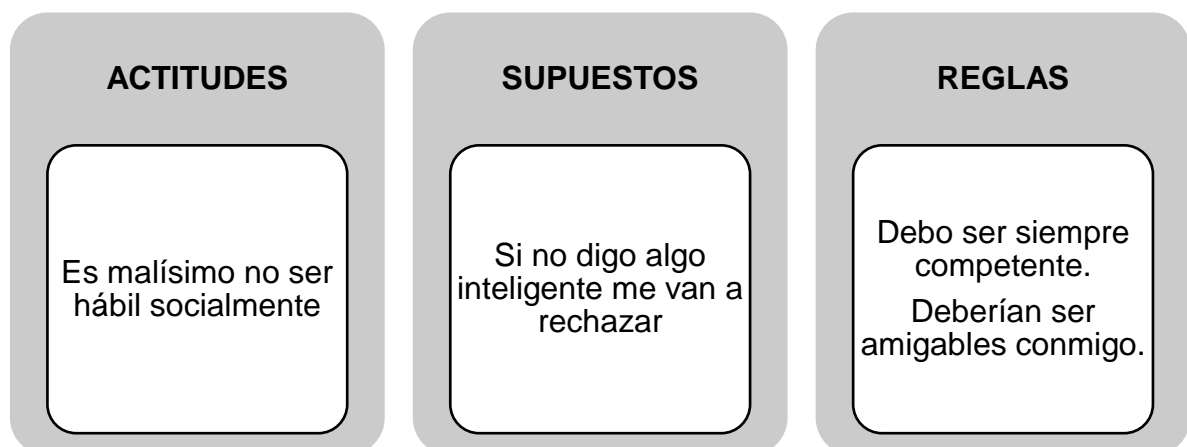 ACTITUDES
Es malísimo no ser
hábil socialmente
SUPUESTOS
Si no digo algo
inteligente me van a
rechazar
REGLAS
Debo ser siempre
competente.
Deberían ser
amigables conmigo.